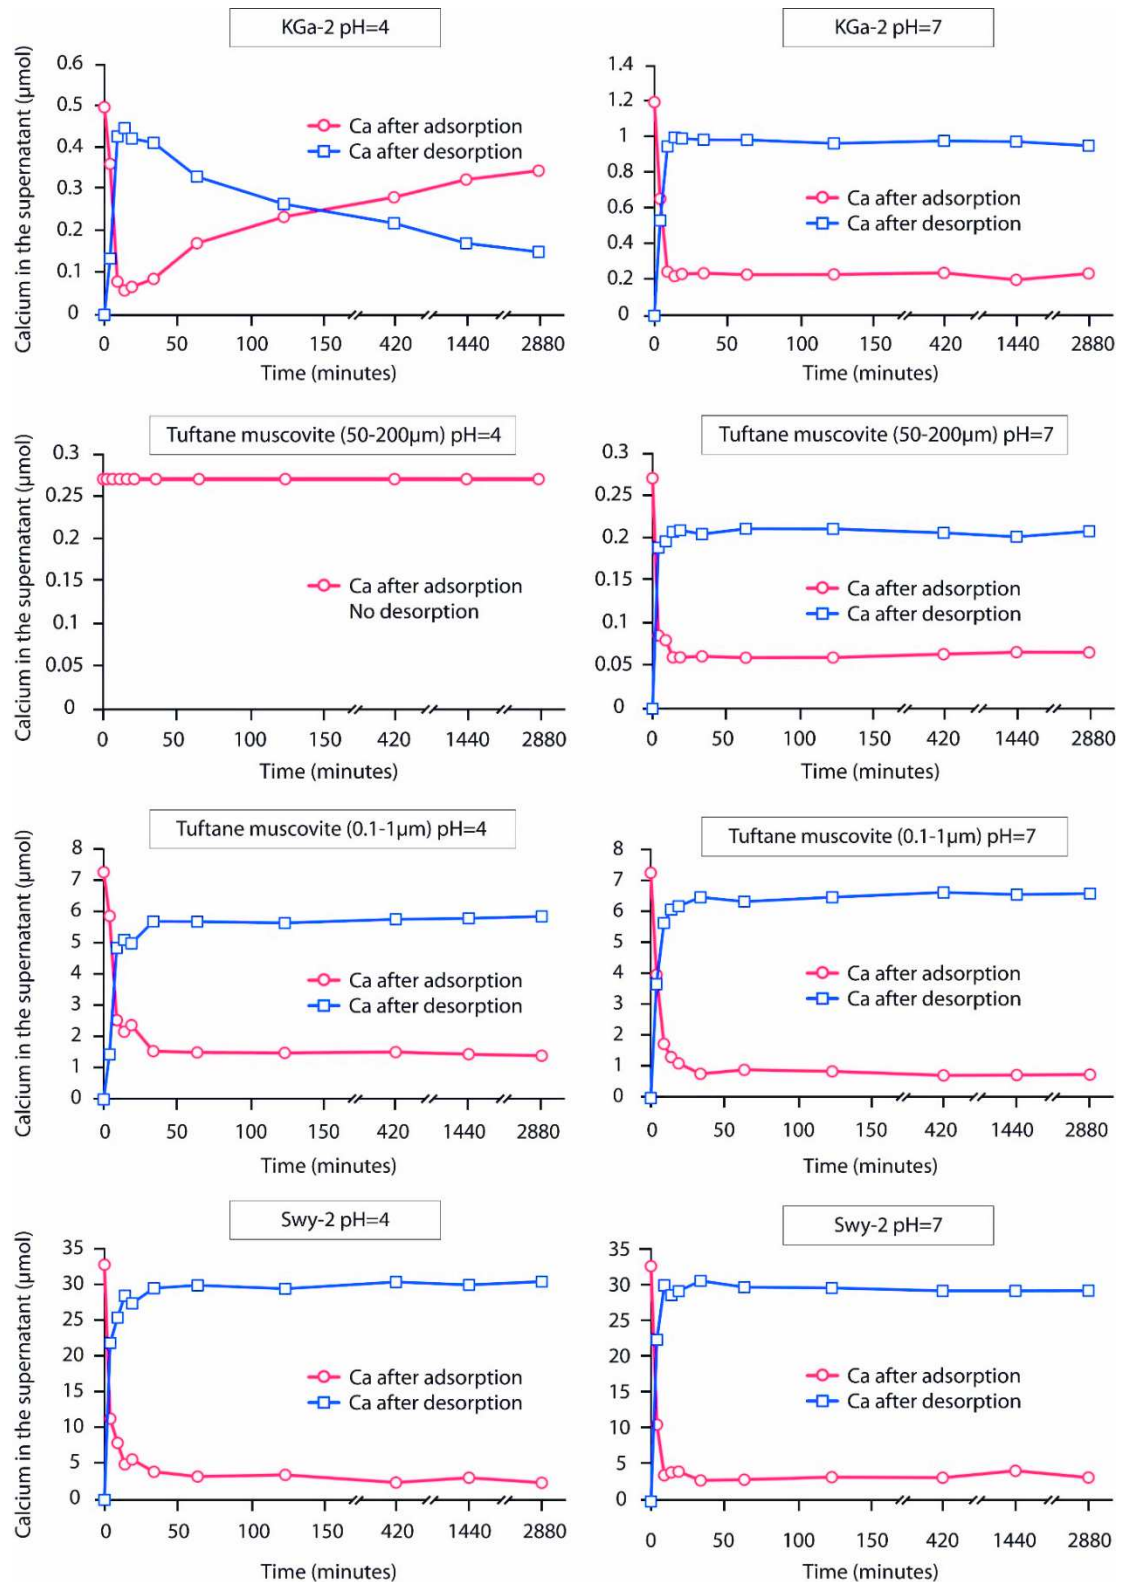 KGa-2 pH=4
Calcium in the supernatant (µmol)
0.6
0.5
0.4
0.3
0.2
0.1
0
Ca after adsorption
Ca after desorption
0 50 100 150 420 1440 2880
Time (minutes)
KGa-2 pH=7
1.4
1.2
1
0.8
0.6
0.4
0.2
0
Ca after adsorption
Ca after desorption
0 50 100 150 420 1440 2880
Time (minutes)
Tuftane muscovite (50-200µm) pH=4
Calcium in the supernatant (µmol)
0.3
0.25
0.2
0.15
0.1
0.05
0
Ca after adsorption
No desorption
0 50 100 150 420 1440 2880
Time (minutes)
Tuftane muscovite (50-200µm) pH=7
0.3
0.25
0.2
0.15
0.1
0.05
0
Ca after adsorption
Ca after desorption
0 50 100 150 420 1440 2880
Time (minutes)
Tuftane muscovite (0.1-1µm) pH=4
Calcium in the supernatant (µmol)
8
7
6
5
4
3
2
1
0
Ca after adsorption
Ca after desorption
0 50 100 150 420 1440 2880
Time (minutes)
Tuftane muscovite (0.1-1µm) pH=7
8
7
6
5
4
3
2
1
0
Ca after adsorption
Ca after desorption
0 50 100 150 420 1440 2880
Time (minutes)
Swy-2 pH=4
Calcium in the supernatant (µmol)
35
30
25
20
15
10
5
0
Ca after adsorption
Ca after desorption
0 50 100 150 420 1440 2880
Time (minutes)
Swy-2 pH=7
35
30
25
20
15
10
5
0
Ca after adsorption
Ca after desorption
0 50 100 150 420 1440 2880
Time (minutes)